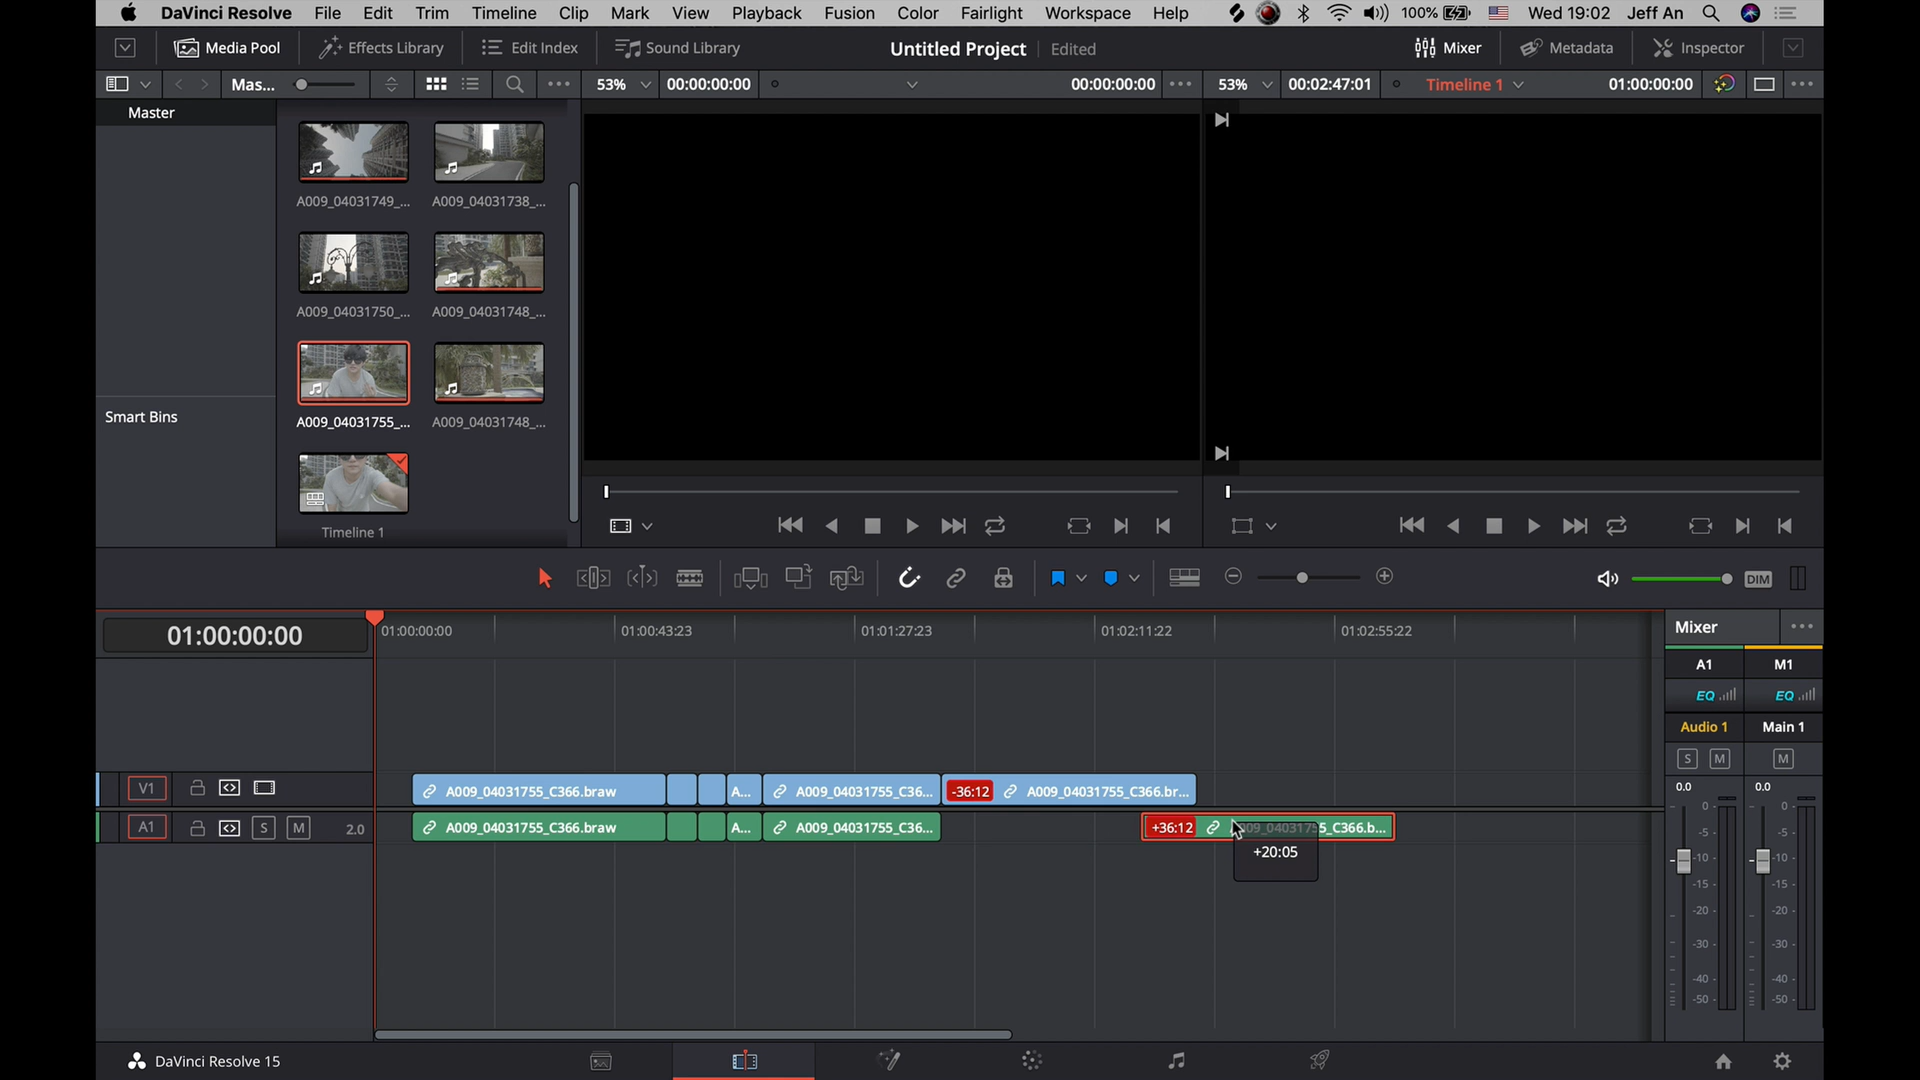 DaVinci Resolve File Edit Trim Timeline Clip Mark View Playback Fusion Color Fairlight Workspace Help 100% Wed 19:02 Jeff An
Media Pool Effects Library Edit Index Sound Library Untitled Project Edited Mixer Metadata Inspector
Mas... 53% 00:00:00:00 00:00:00:00 53% 00:02:47:01 Timeline 1 01:00:00:00
Master
A009_04031749_... A009_04031738_...
A009_04031750_... A009_04031748_...
Smart Bins
A009_04031755_... A009_04031748_...
Timeline 1
DIM
01:00:00:00 01:00:00:00 01:00:43:23 01:01:27:23 01:02:11:22 01:02:55:22
Mixer
A1 M1
EQ EQ
Audio 1 Main 1
S M M
0.0 0.0
V1 A009_04031755_C366.braw A... A009_04031755_C36... -36:12 A009_04031755_C366.br...
A1 S M 2.0 A009_04031755_C366.braw A... A009_04031755_C36... +36:12 09_04031755_C366.b...
+20:05
0 0
-5 -5
-10 -10
-15 -15
-20 -20
-30 -30
-40 -40
-50 -50
DaVinci Resolve 15